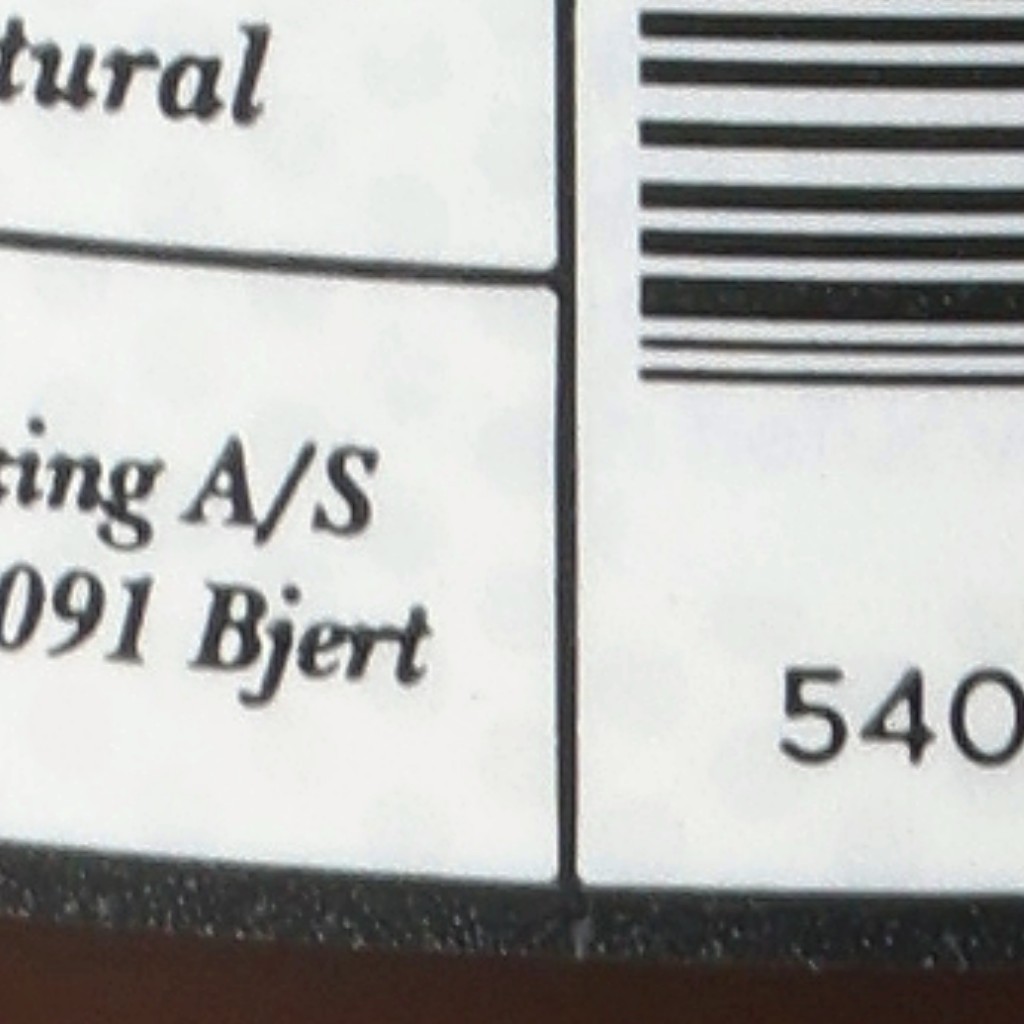 tural
ting A/S
091 Bjert
540